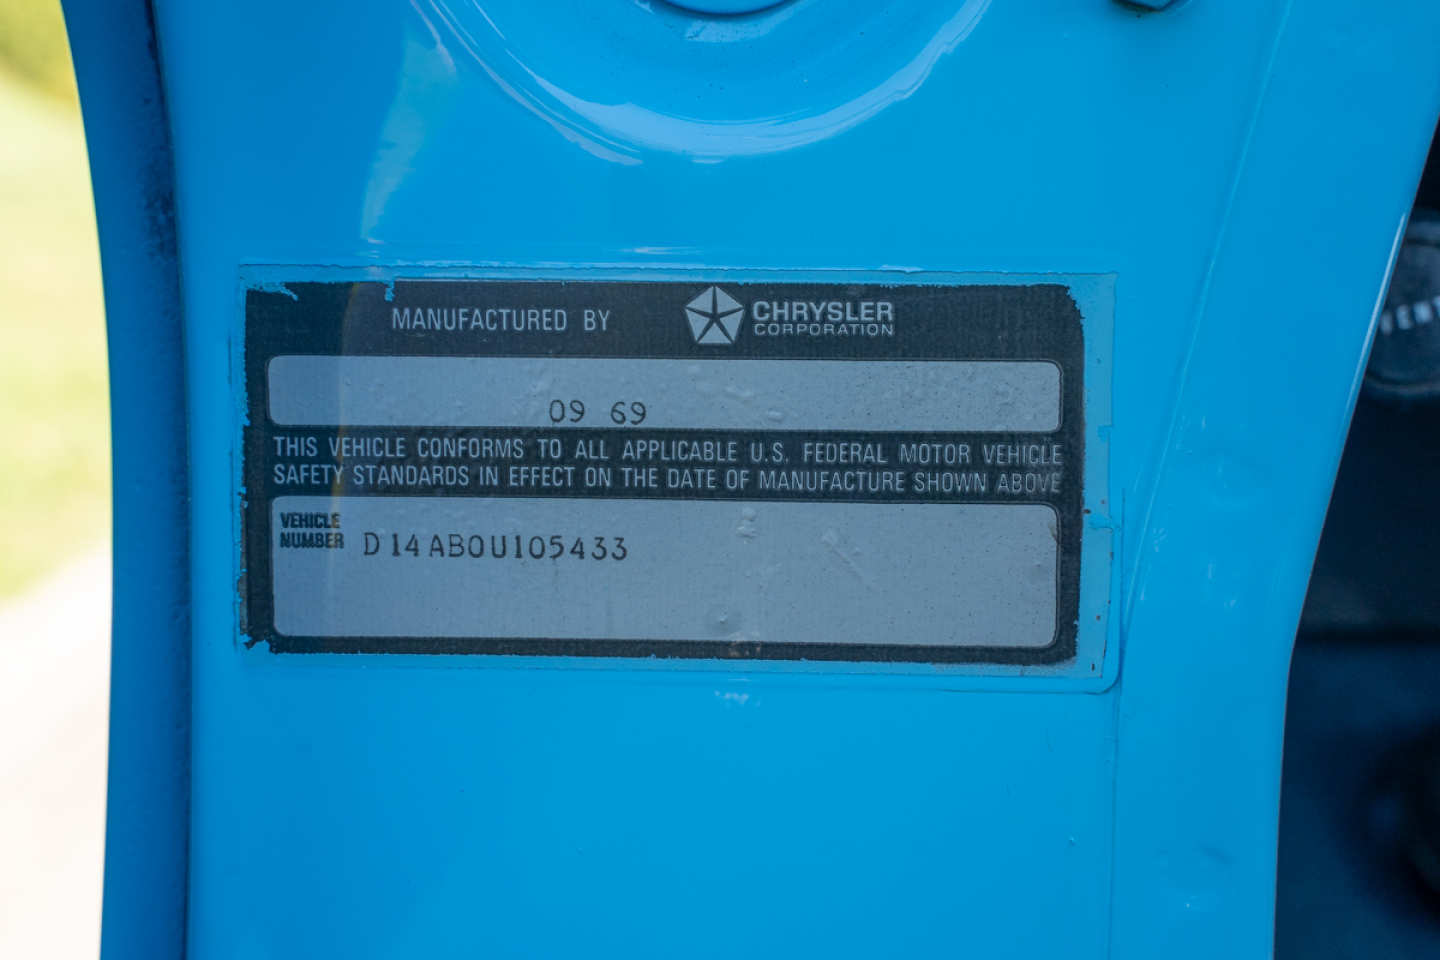 MANUFACTURED BY CHRYSLER CORPORATION
09 69
THIS VEHICLE CONFORMS TO ALL APPLICABLE U.S. FEDERAL MOTOR VEHICLE
SAFETY STANDARDS IN EFFECT ON THE DATE OF MANUFACTURE SHOWN ABOVE
VEHICLE NUMBER D14AB0U105433